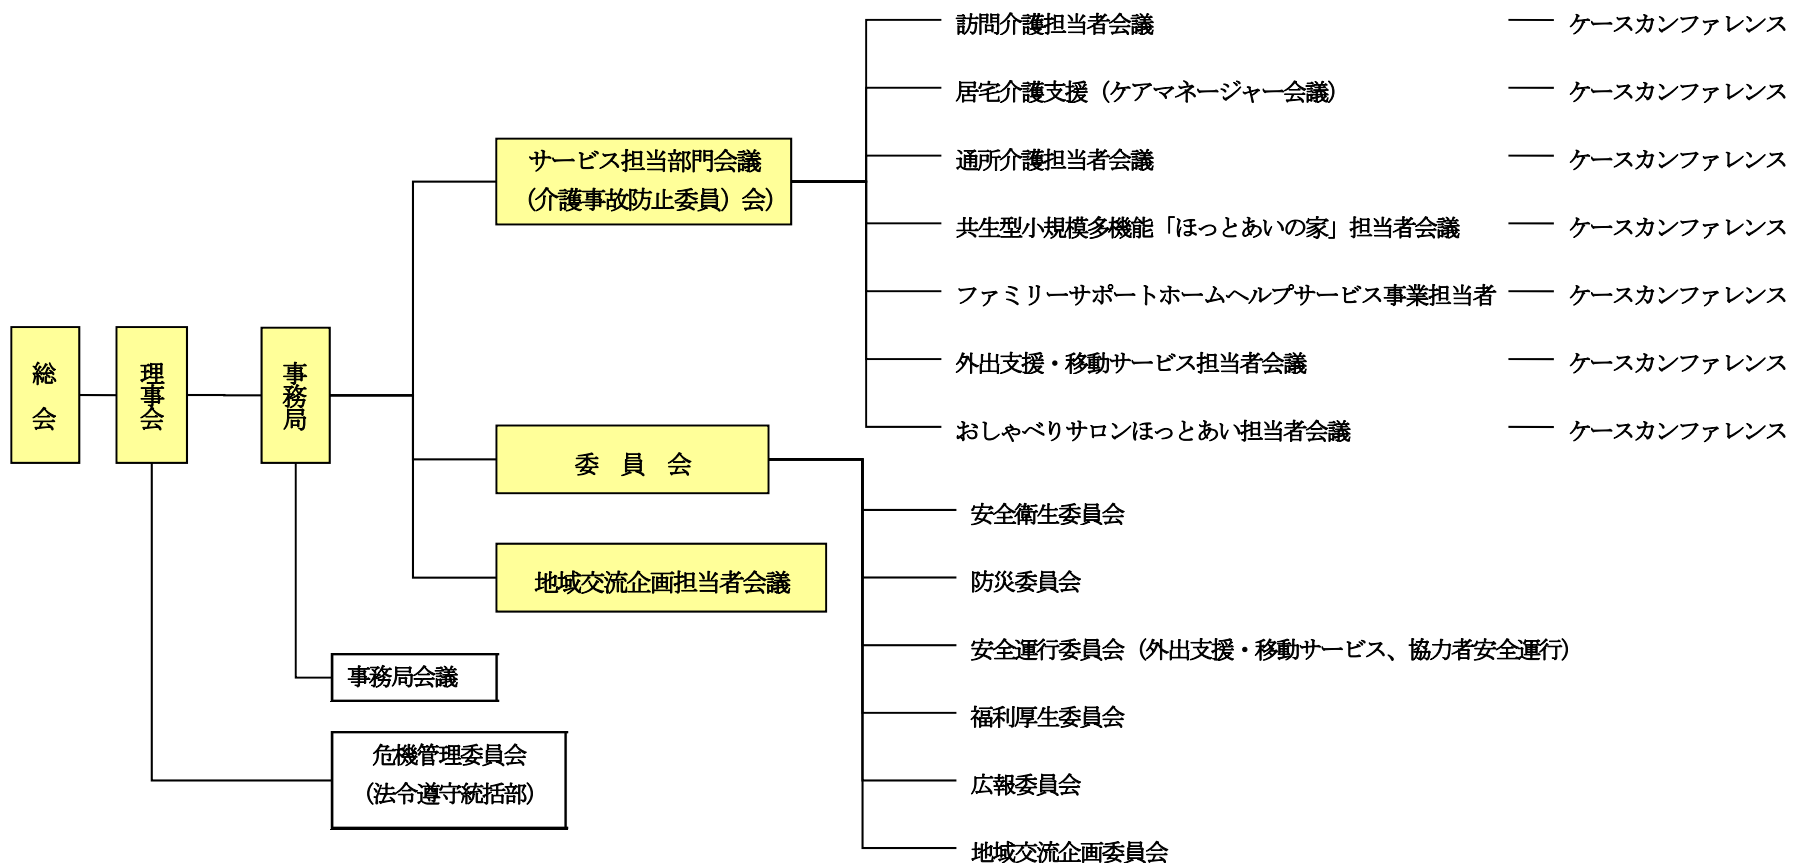 訪問介護担当者会議 ケースカンファレンス
居宅介護支援（ケアマネージャー会議） ケースカンファレンス
通所介護担当者会議 ケースカンファレンス
共生型小規模多機能「ほっとあいの家」担当者会議 ケースカンファレンス
ファミリーサポートホームヘルプサービス事業担当者 ケースカンファレンス
外出支援・移動サービス担当者会議 ケースカンファレンス
おしゃべりサロンほっとあい担当者会議 ケースカンファレンス
サービス担当部門会議
（介護事故防止委員）会）
総会
理事会
事務局
委員会
地域交流企画担当者会議
安全衛生委員会
防災委員会
安全運行委員会（外出支援・移動サービス、協力者安全運行）
福利厚生委員会
広報委員会
地域交流企画委員会
事務局会議
危機管理委員会
（法令遵守統括部）